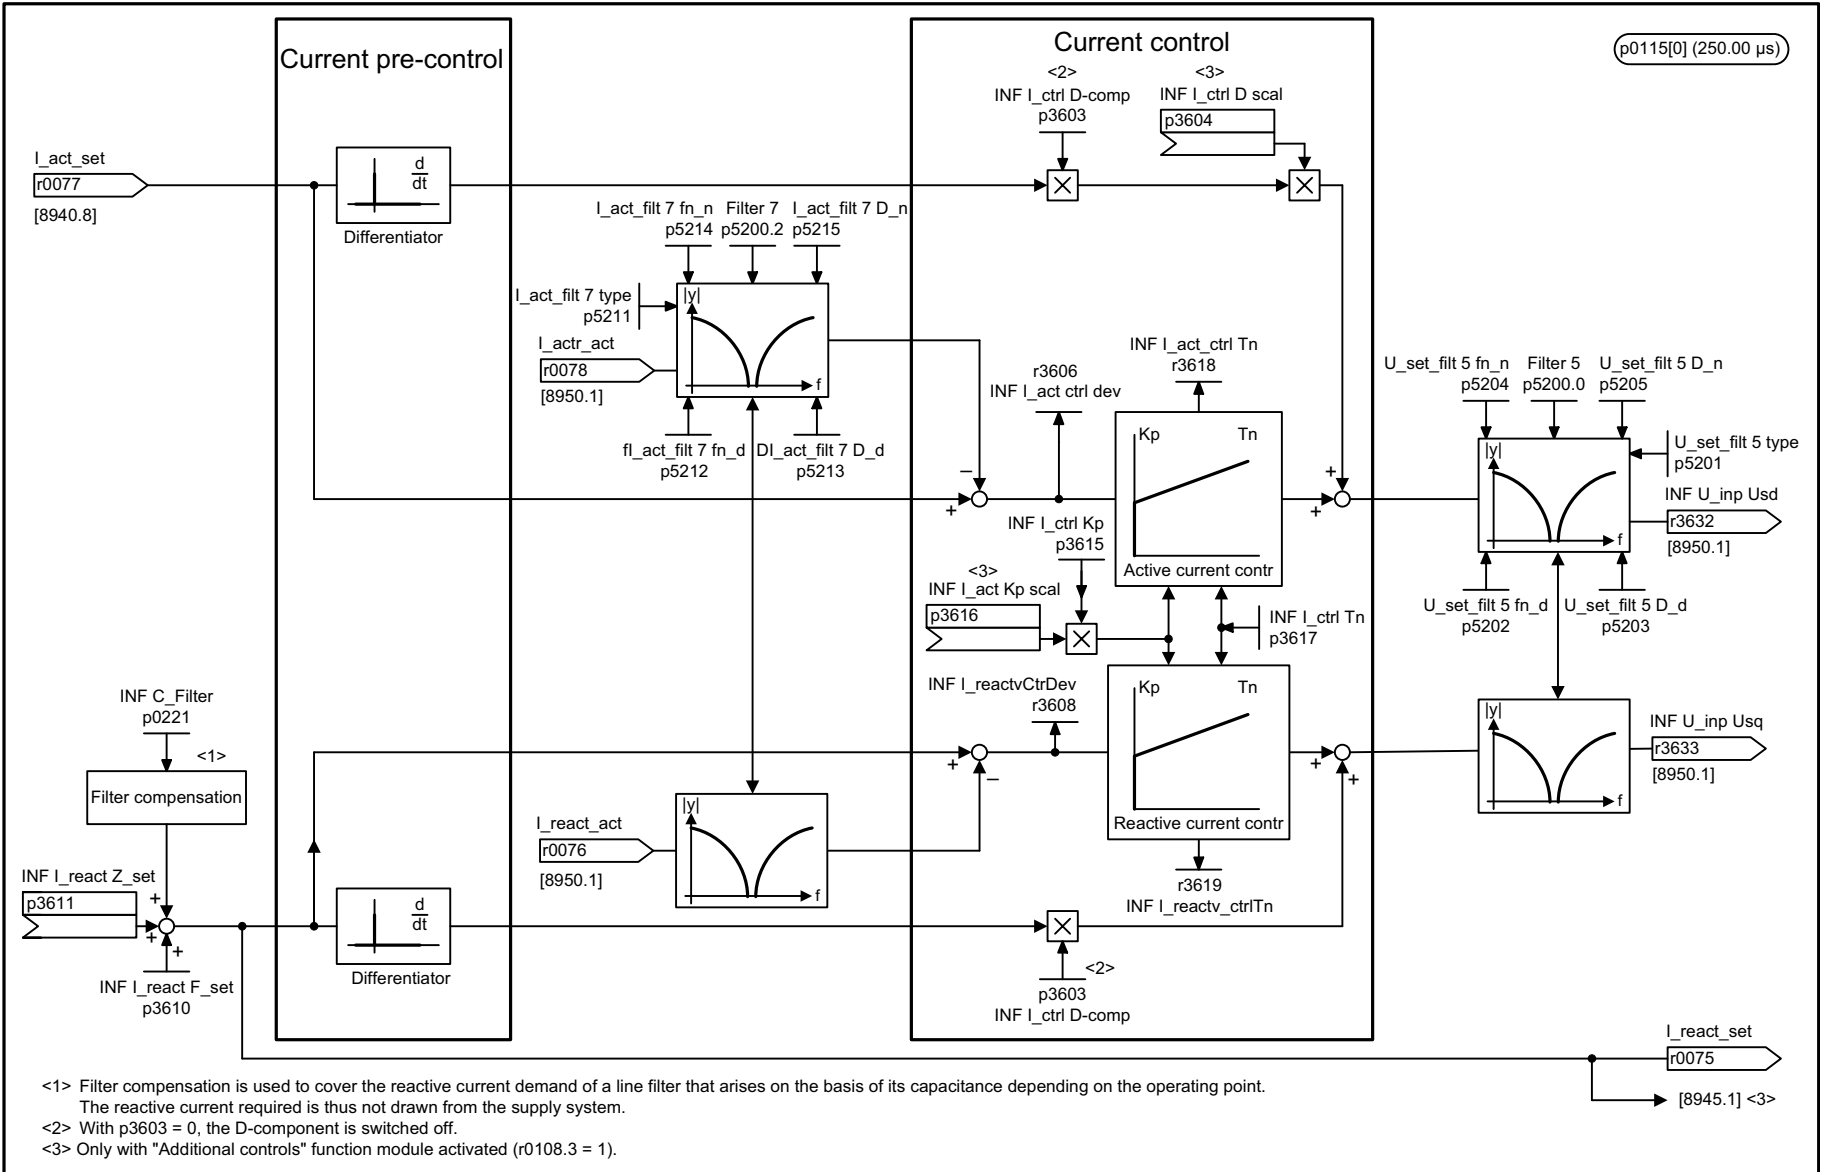 Current pre-control
Current control
p0115[0] (250.00 µs)
<2>
INF I_ctrl D-comp
p3603
<3>
INF I_ctrl D scal
p3604
I_act_set
r0077
[8940.8]
d
dt
Differentiator
I_act_filt 7 fn_n
p5214
Filter 7
p5200.2
I_act_filt 7 D_n
p5215
I_act_filt 7 type
p5211
|y|
f
I_actr_act
r0078
[8950.1]
fI_act_filt 7 fn_d
p5212
DI_act_filt 7 D_d
p5213
r3606
INF I_act ctrl dev
INF I_act_ctrl Tn
r3618
Kp
Tn
Active current contr
–
+
+
+
U_set_filt 5 fn_n
p5204
Filter 5
p5200.0
U_set_filt 5 D_n
p5205
|y|
f
U_set_filt 5 type
p5201
INF U_inp Usd
r3632
[8950.1]
U_set_filt 5 fn_d
p5202
U_set_filt 5 D_d
p5203
INF I_ctrl Kp
p3615
<3>
INF I_act Kp scal
p3616
INF I_ctrl Tn
p3617
INF I_reactvCtrDev
r3608
Kp
Tn
Reactive current contr
+
–
+
+
r3619
INF I_reactv_ctrlTn
|y|
f
INF U_inp Usq
r3633
[8950.1]
INF C_Filter
p0221
<1>
Filter compensation
I_react_act
r0076
[8950.1]
|y|
f
INF I_react Z_set
p3611
+
+
+
INF I_react F_set
p3610
d
dt
Differentiator
<2>
p3603
INF I_ctrl D-comp
I_react_set
r0075
[8945.1] <3>
<1> Filter compensation is used to cover the reactive current demand of a line filter that arises on the basis of its capacitance depending on the operating point.
The reactive current required is thus not drawn from the supply system.
<2> With p3603 = 0, the D-component is switched off.
<3> Only with "Additional controls" function module activated (r0108.3 = 1).